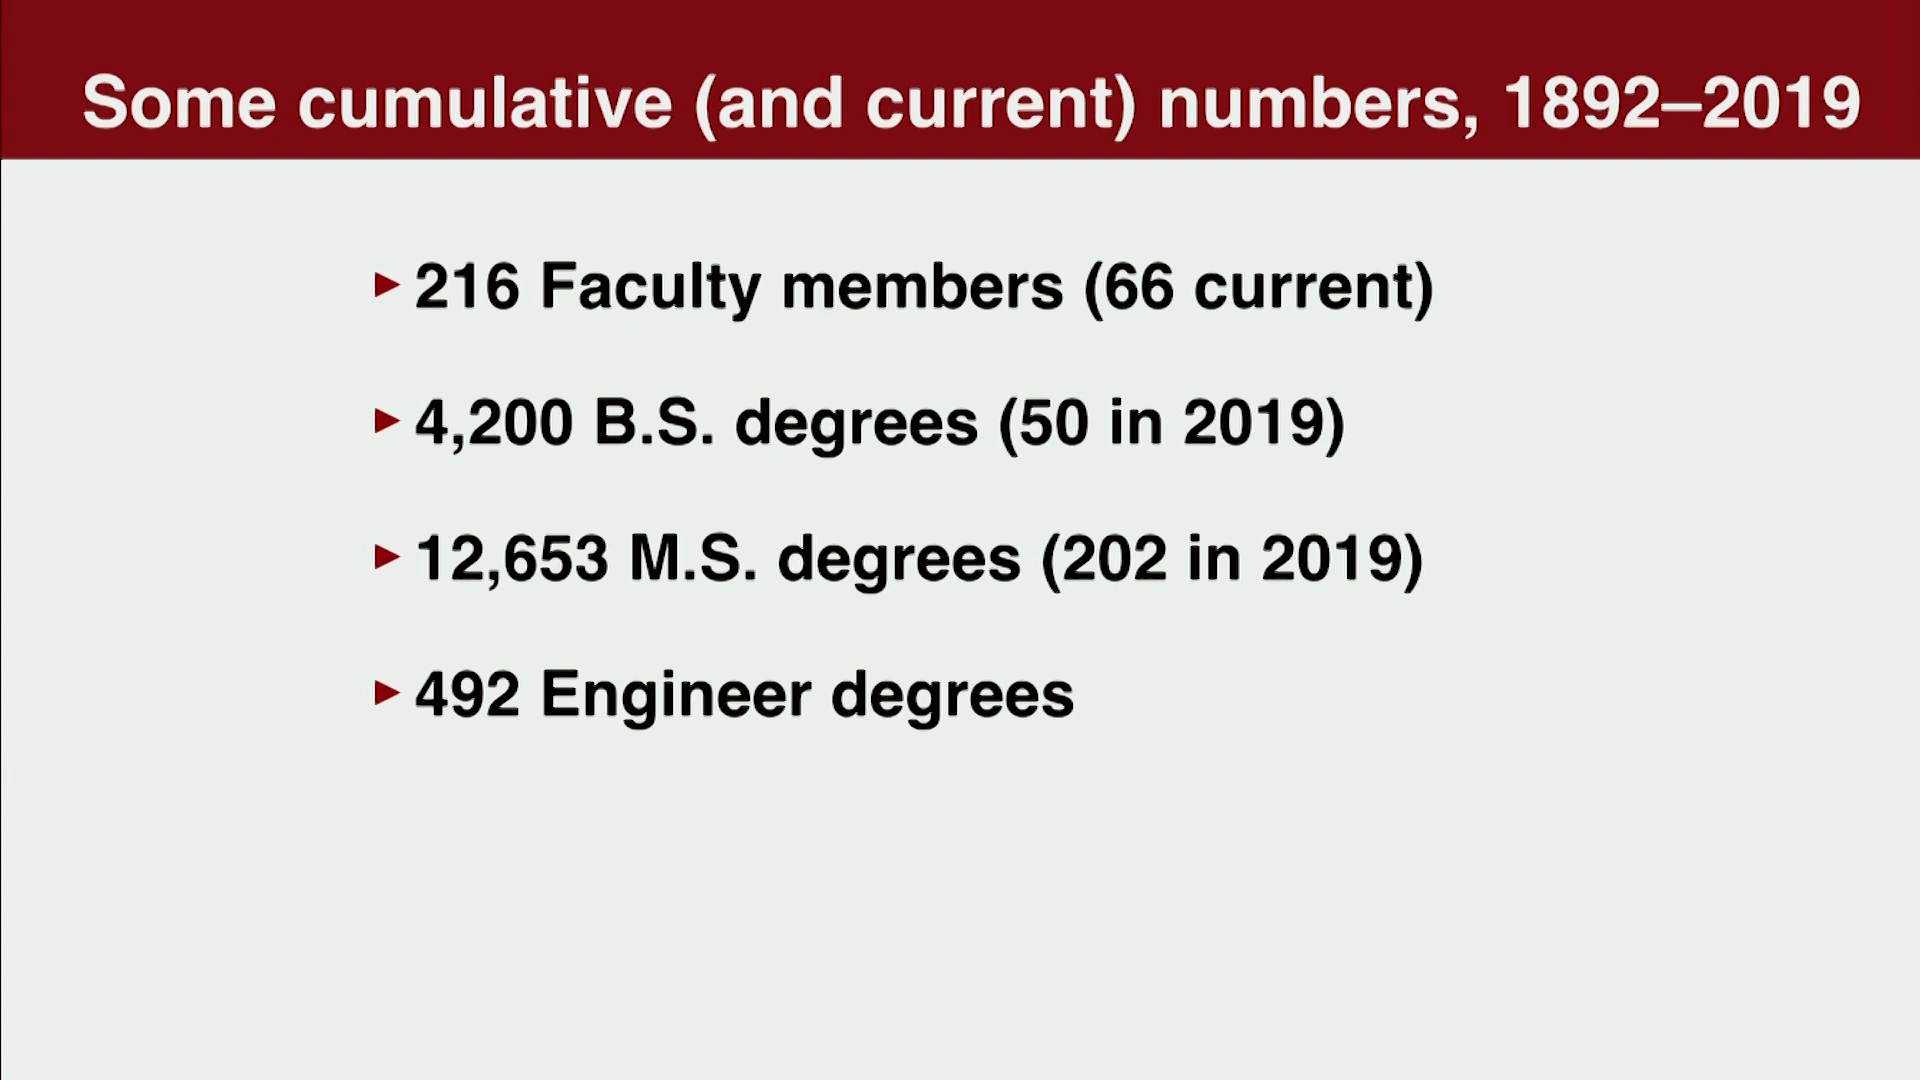 Some cumulative (and current) numbers, 1892–2019
▶ 216 Faculty members (66 current)
▶ 4,200 B.S. degrees (50 in 2019)
▶ 12,653 M.S. degrees (202 in 2019)
▶ 492 Engineer degrees